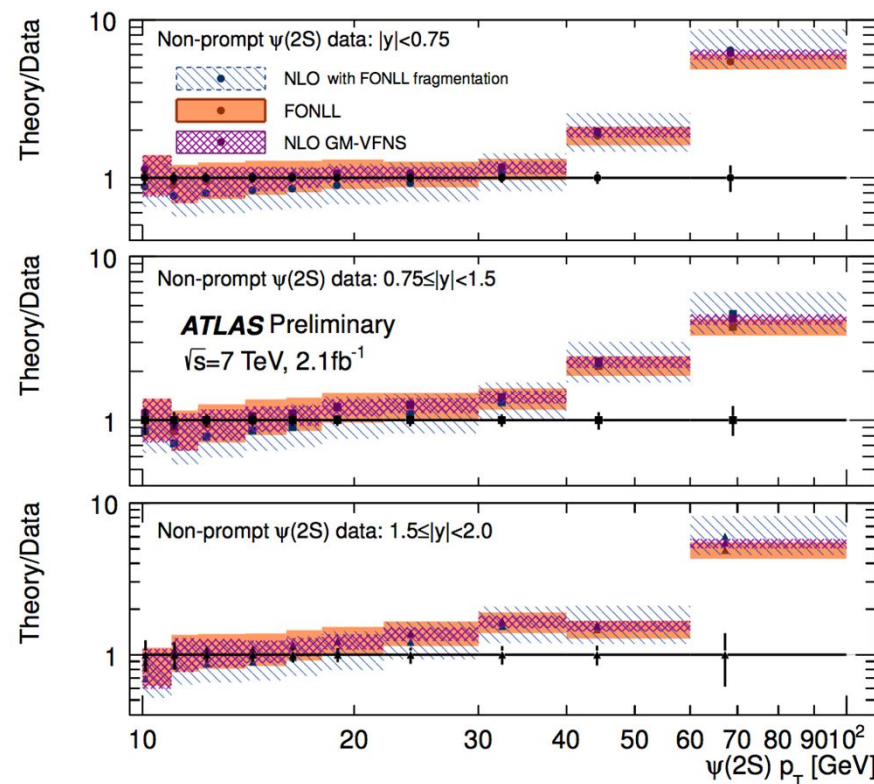 10
Theory/Data
Non-prompt ψ(2S) data: |y|<0.75
NLO with FONLL fragmentation
FONLL
NLO GM-VFNS
1
10
Theory/Data
Non-prompt ψ(2S) data: 0.75≤|y|<1.5
ATLAS Preliminary
√s=7 TeV, 2.1fb⁻¹
1
10
Theory/Data
Non-prompt ψ(2S) data: 1.5≤|y|<2.0
1
10 20 30 40 50 60 70 80 90 10²
ψ(2S) p_T [GeV]